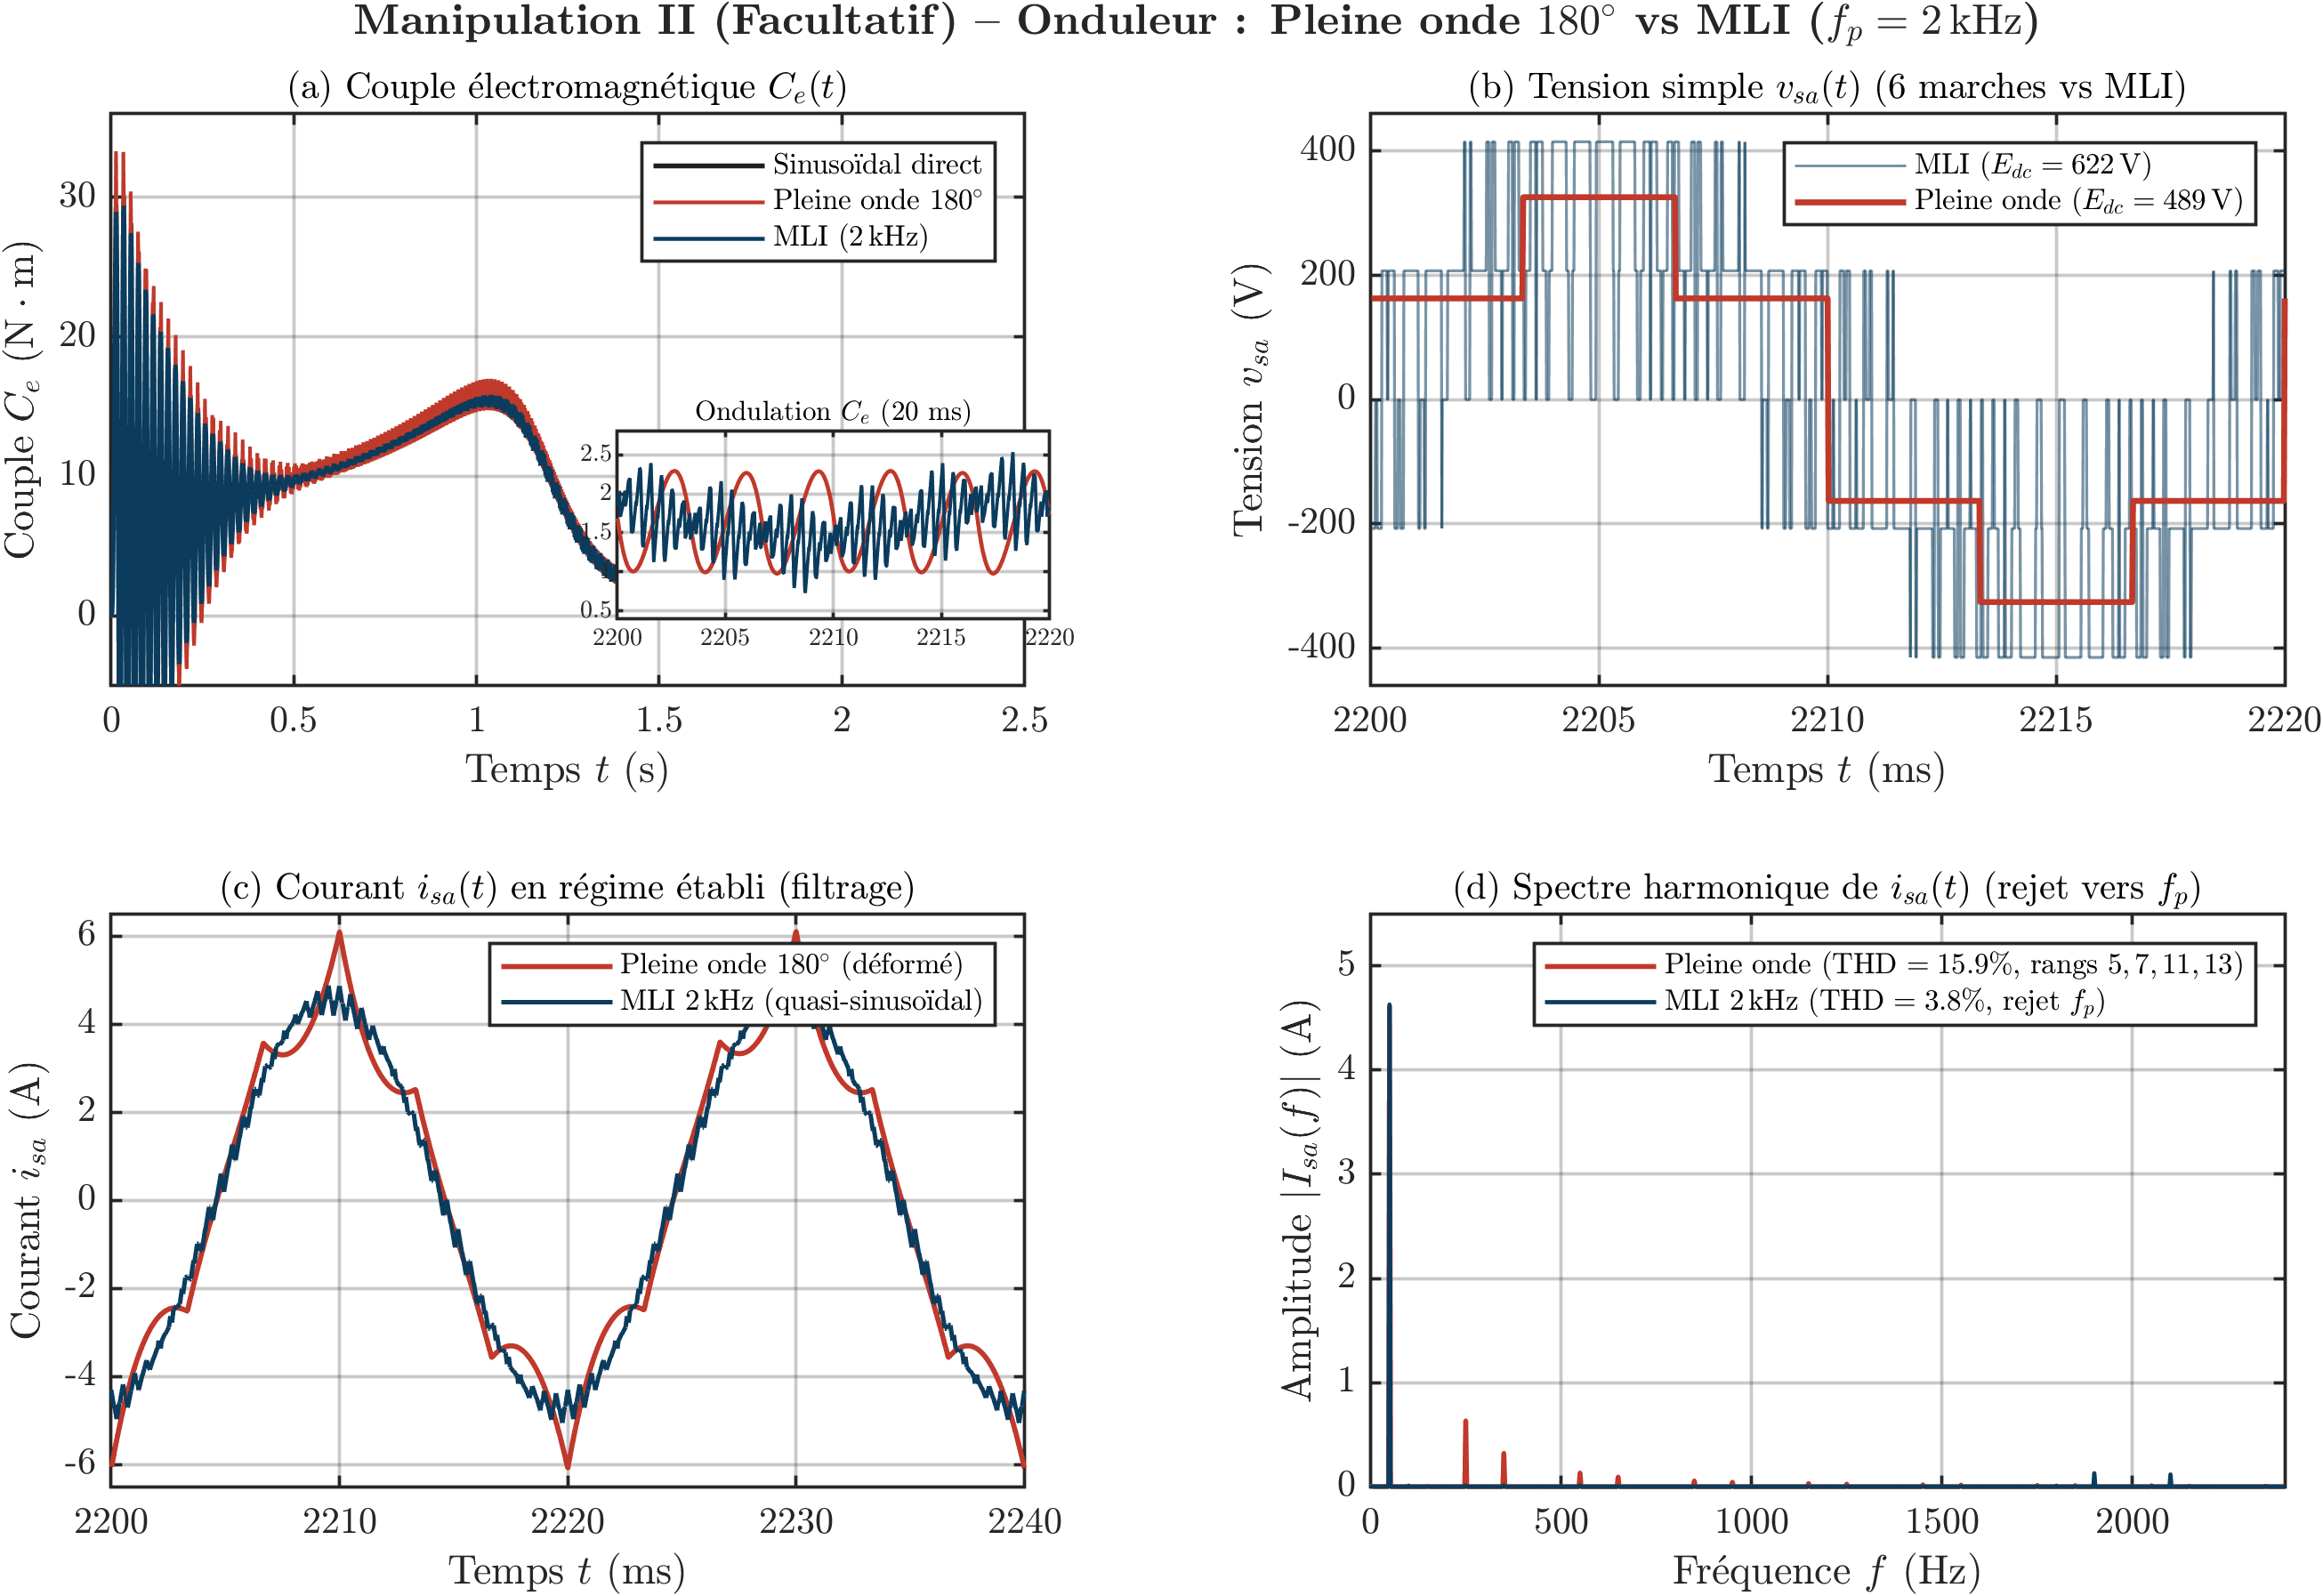 Manipulation II (Facultatif) – Onduleur : Pleine onde 180° vs MLI (f_p = 2 kHz)
(a) Couple électromagnétique C_e(t)
Couple C_e (N · m)
30
20
10
0
Sinusoïdal direct
Pleine onde 180°
MLI (2 kHz)
Ondulation C_e (20 ms)
2.5
2
1.5
1
0.5
2200 2205 2210 2215 2220
0 0.5 1 1.5 2 2.5
Temps t (s)
(b) Tension simple v_sa(t) (6 marches vs MLI)
Tension v_sa (V)
400
200
0
-200
-400
MLI (E_dc = 622 V)
Pleine onde (E_dc = 489 V)
2200 2205 2210 2215 2220
Temps t (ms)
(c) Courant i_sa(t) en régime établi (filtrage)
Courant i_sa (A)
6
4
2
0
-2
-4
-6
Pleine onde 180° (déformé)
MLI 2 kHz (quasi-sinusoïdal)
2200 2210 2220 2230 2240
Temps t (ms)
(d) Spectre harmonique de i_sa(t) (rejet vers f_p)
Amplitude |I_sa(f)| (A)
5
4
3
2
1
0
Pleine onde (THD = 15.9%, rangs 5, 7, 11, 13)
MLI 2 kHz (THD = 3.8%, rejet f_p)
0 500 1000 1500 2000
Fréquence f (Hz)